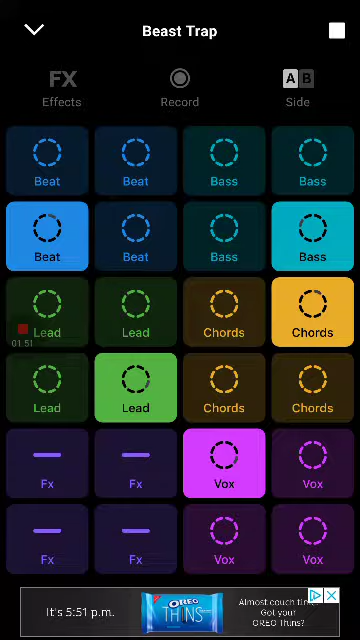 Beast Trap
FX
Effects
Record
A B
Side
Beat
Beat
Bass
Bass
Beat
Beat
Bass
Bass
Lead
Lead
Chords
Chords
01:51
Lead
Lead
Chords
Chords
Fx
Fx
Vox
Vox
Fx
Fx
Vox
Vox
It's 5:51 p.m.
OREO
THINS
Almost couch time.
Got your
OREO Thins?